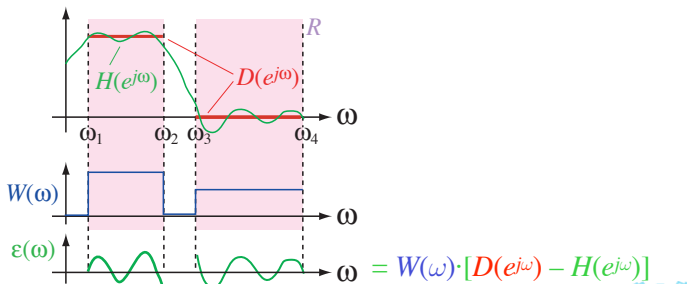 R
H(e^{jω})
D(e^{jω})
ω
ω₁ ω₂ ω₃ ω₄
W(ω)
ω
ε(ω)
ω = W(ω)·[D(e^{jω}) – H(e^{jω})]